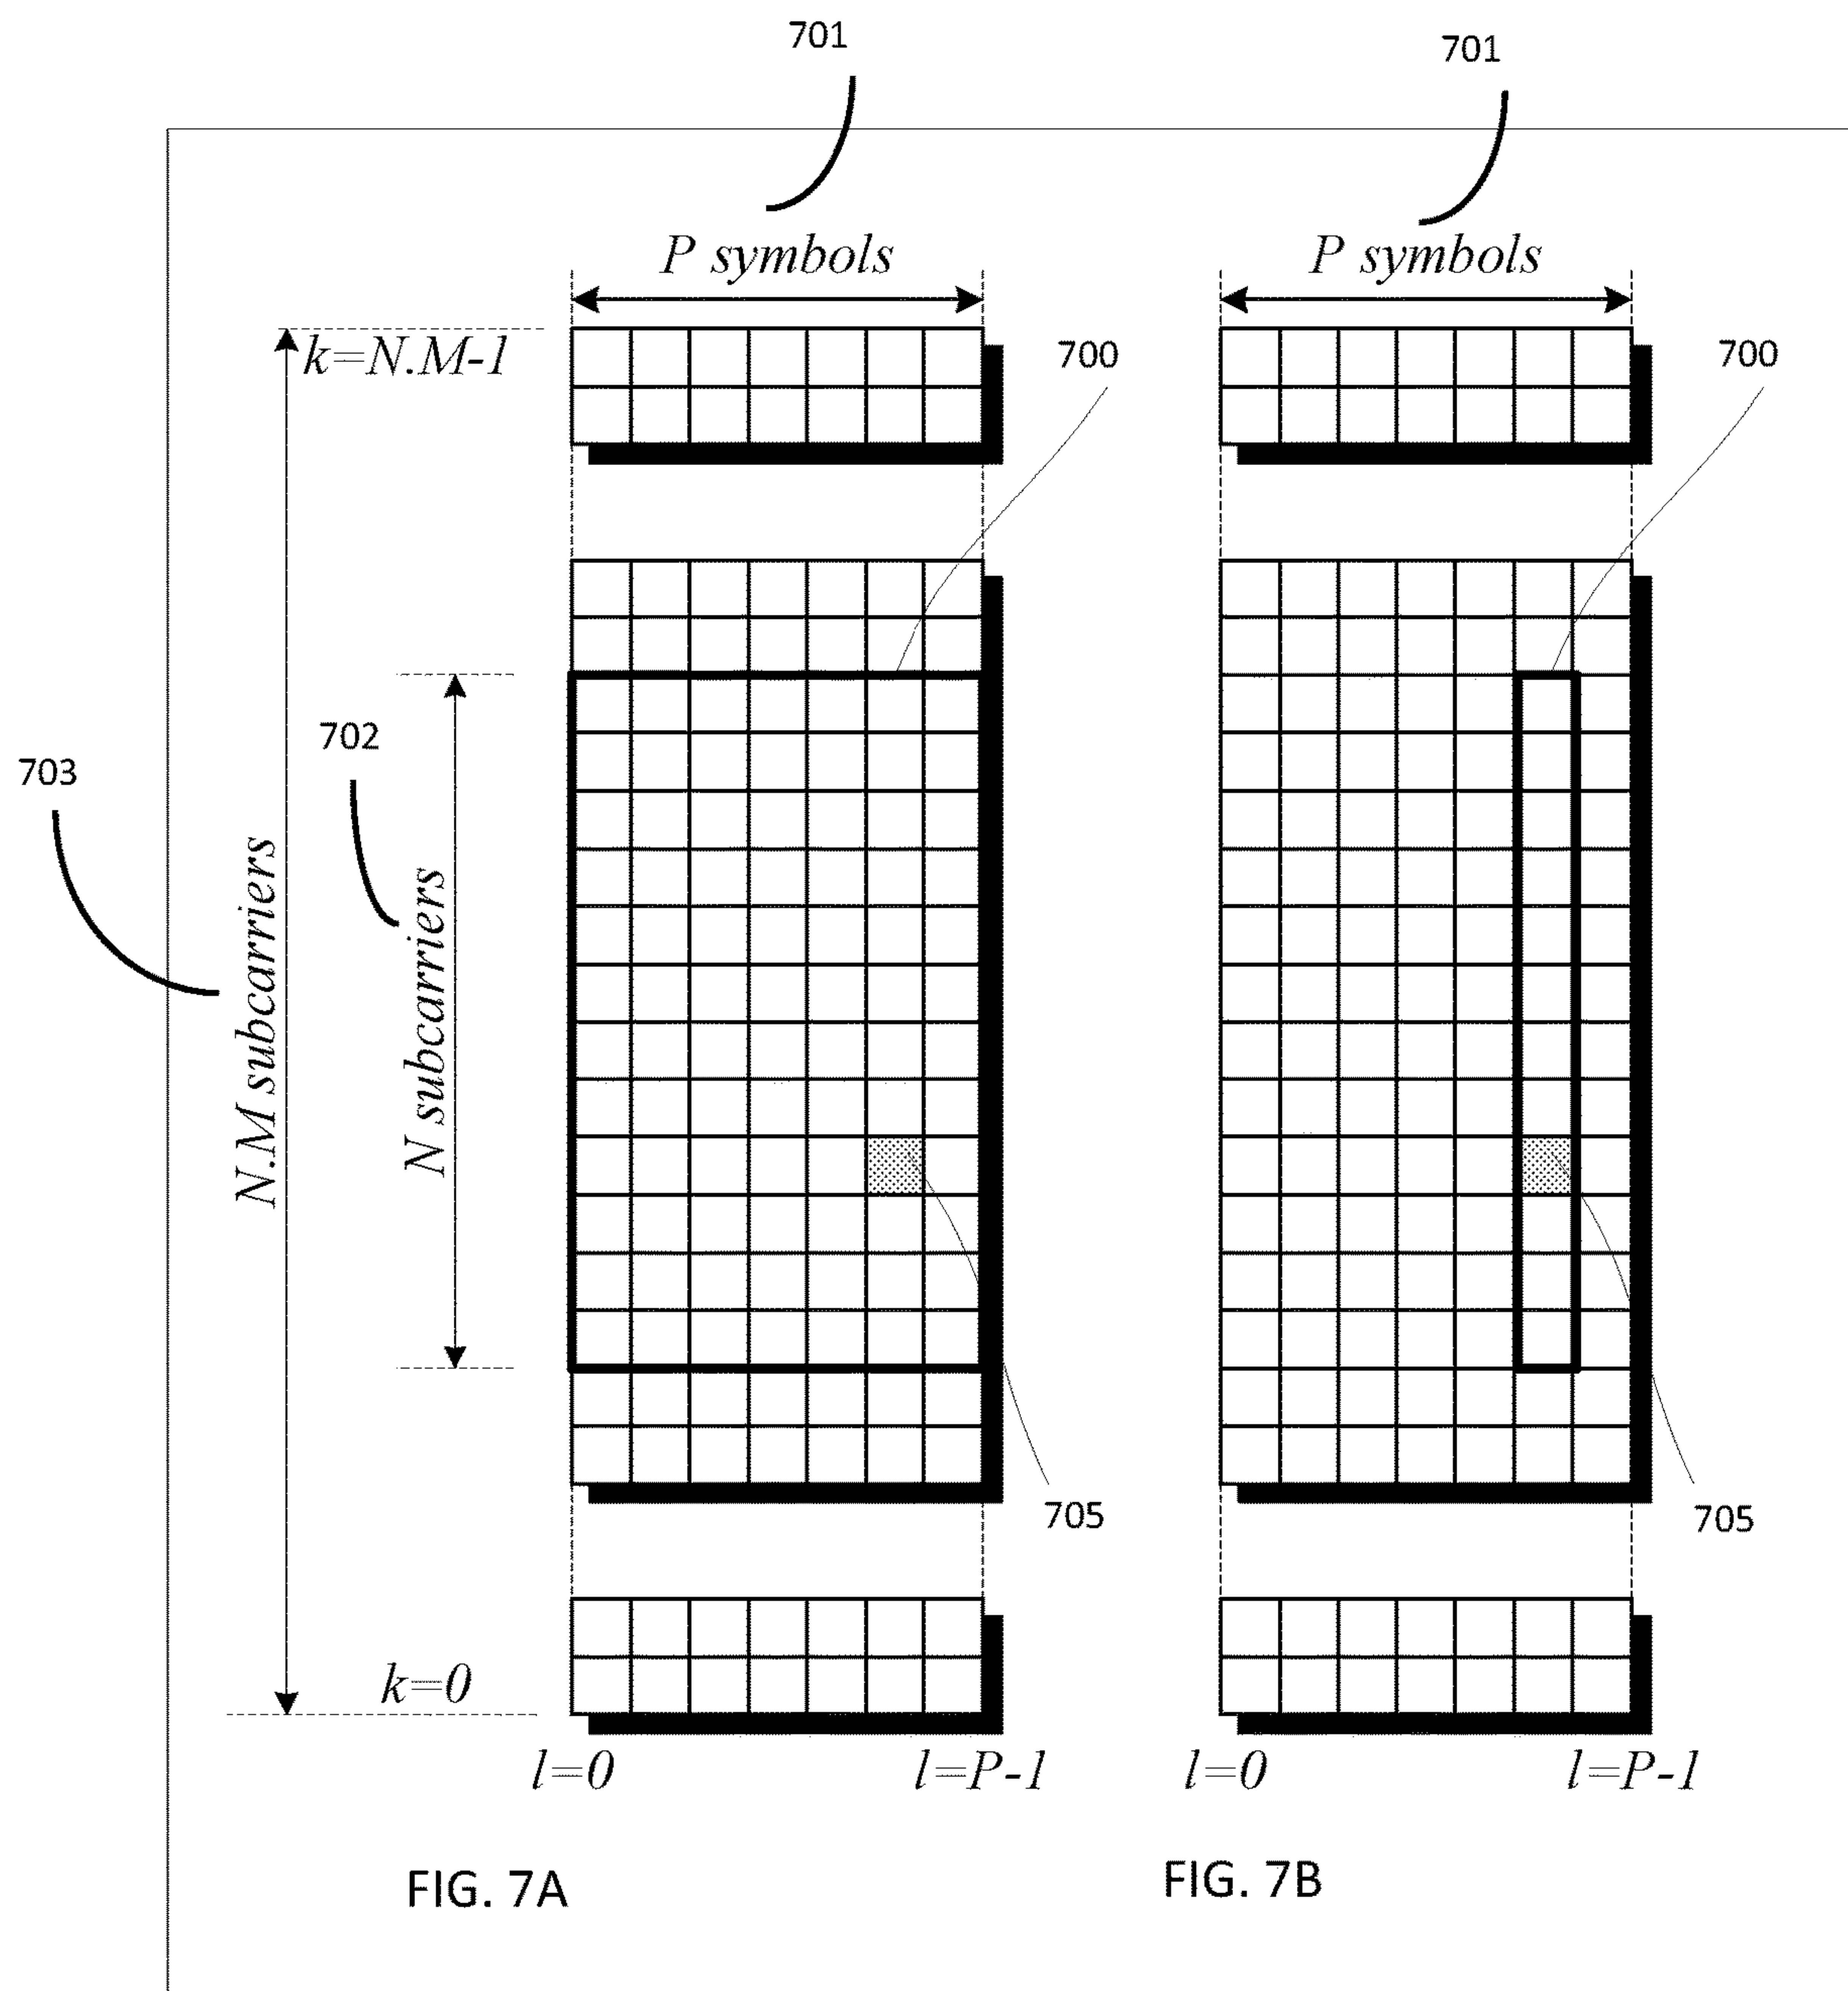 701
701
P symbols
P symbols
k=N.M-1
700
700
702
703
N.M subcarriers
N subcarriers
705
705
k=0
l=0
l=P-1
l=0
l=P-1
FIG. 7A
FIG. 7B